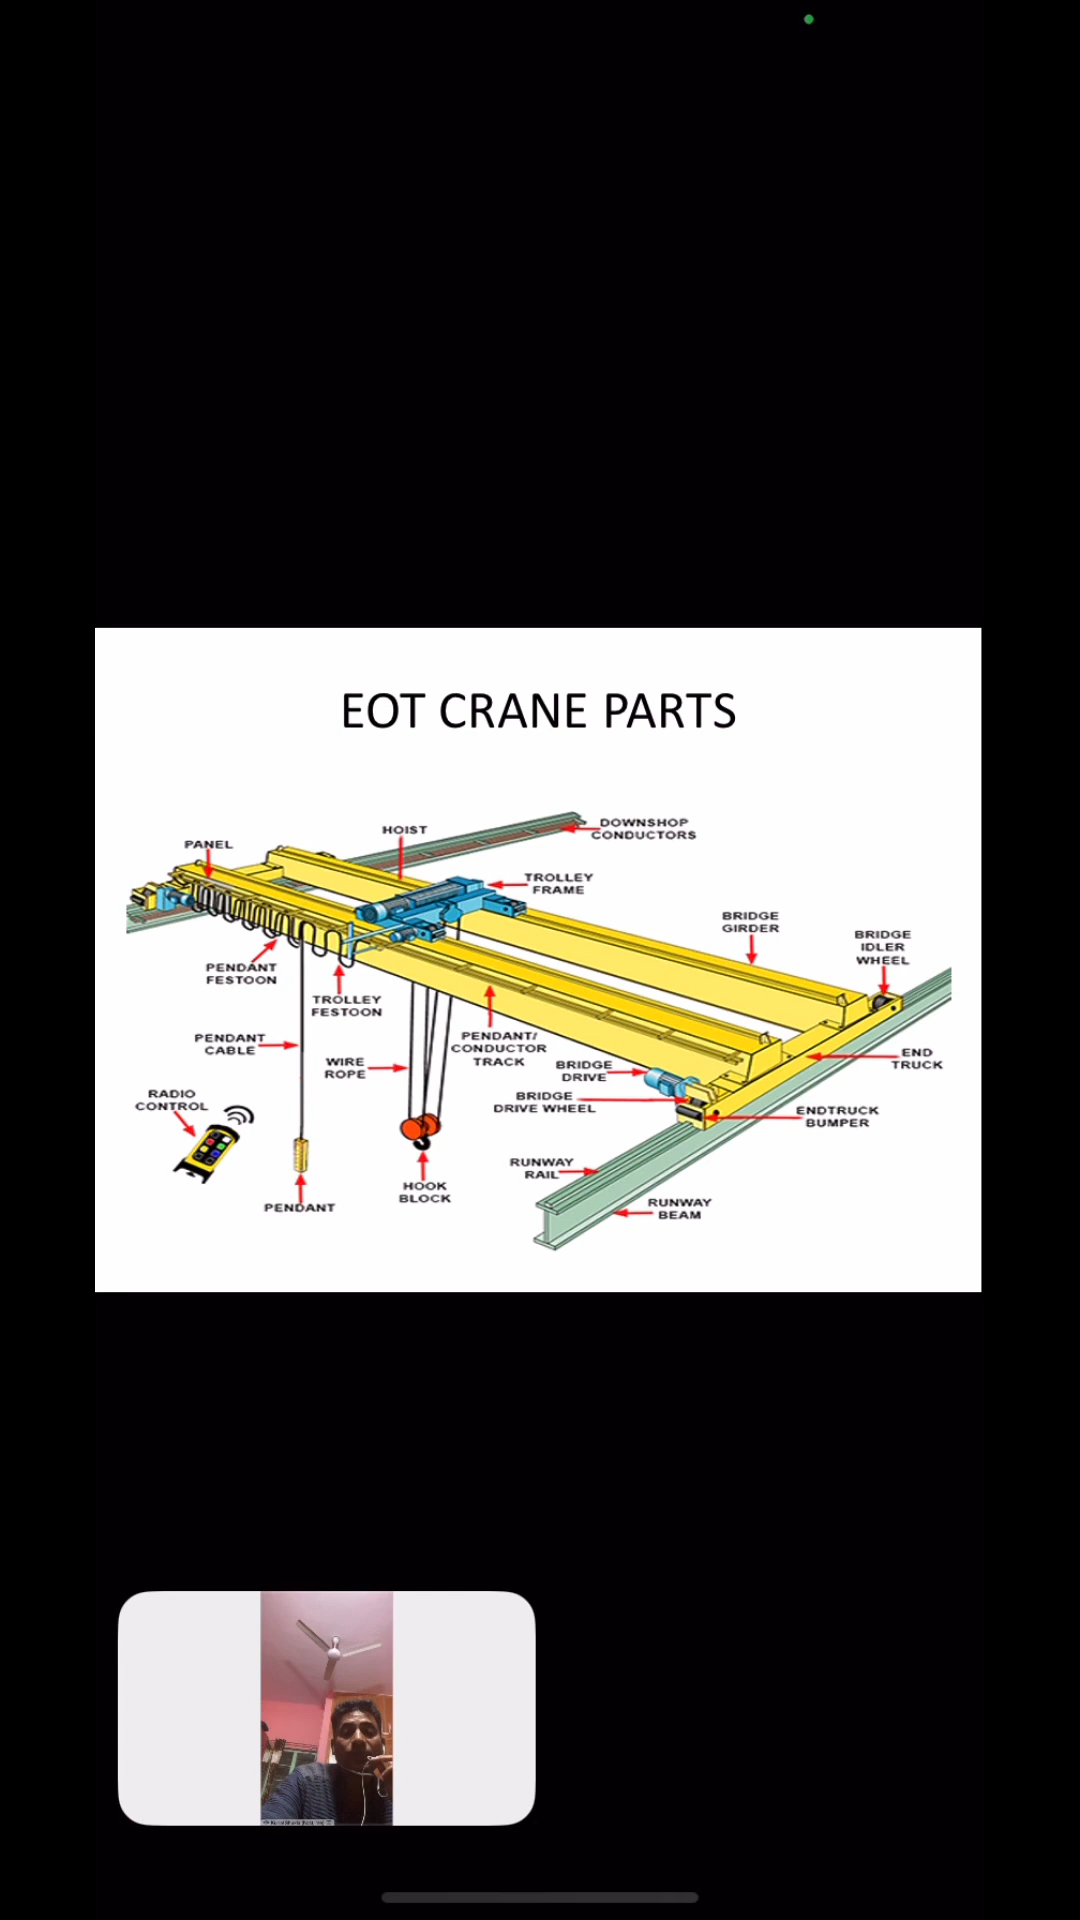 EOT CRANE PARTS
HOIST
DOWNSHOP
CONDUCTORS
PANEL
TROLLEY
FRAME
BRIDGE
GIRDER
BRIDGE
IDLER
WHEEL
PENDANT
FESTOON
TROLLEY
FESTOON
PENDANT
CABLE
PENDANT/
CONDUCTOR
TRACK
WIRE
ROPE
BRIDGE
DRIVE
END
TRUCK
RADIO
CONTROL
BRIDGE
DRIVE WHEEL
ENDTRUCK
BUMPER
RUNWAY
RAIL
HOOK
BLOCK
PENDANT
RUNWAY
BEAM